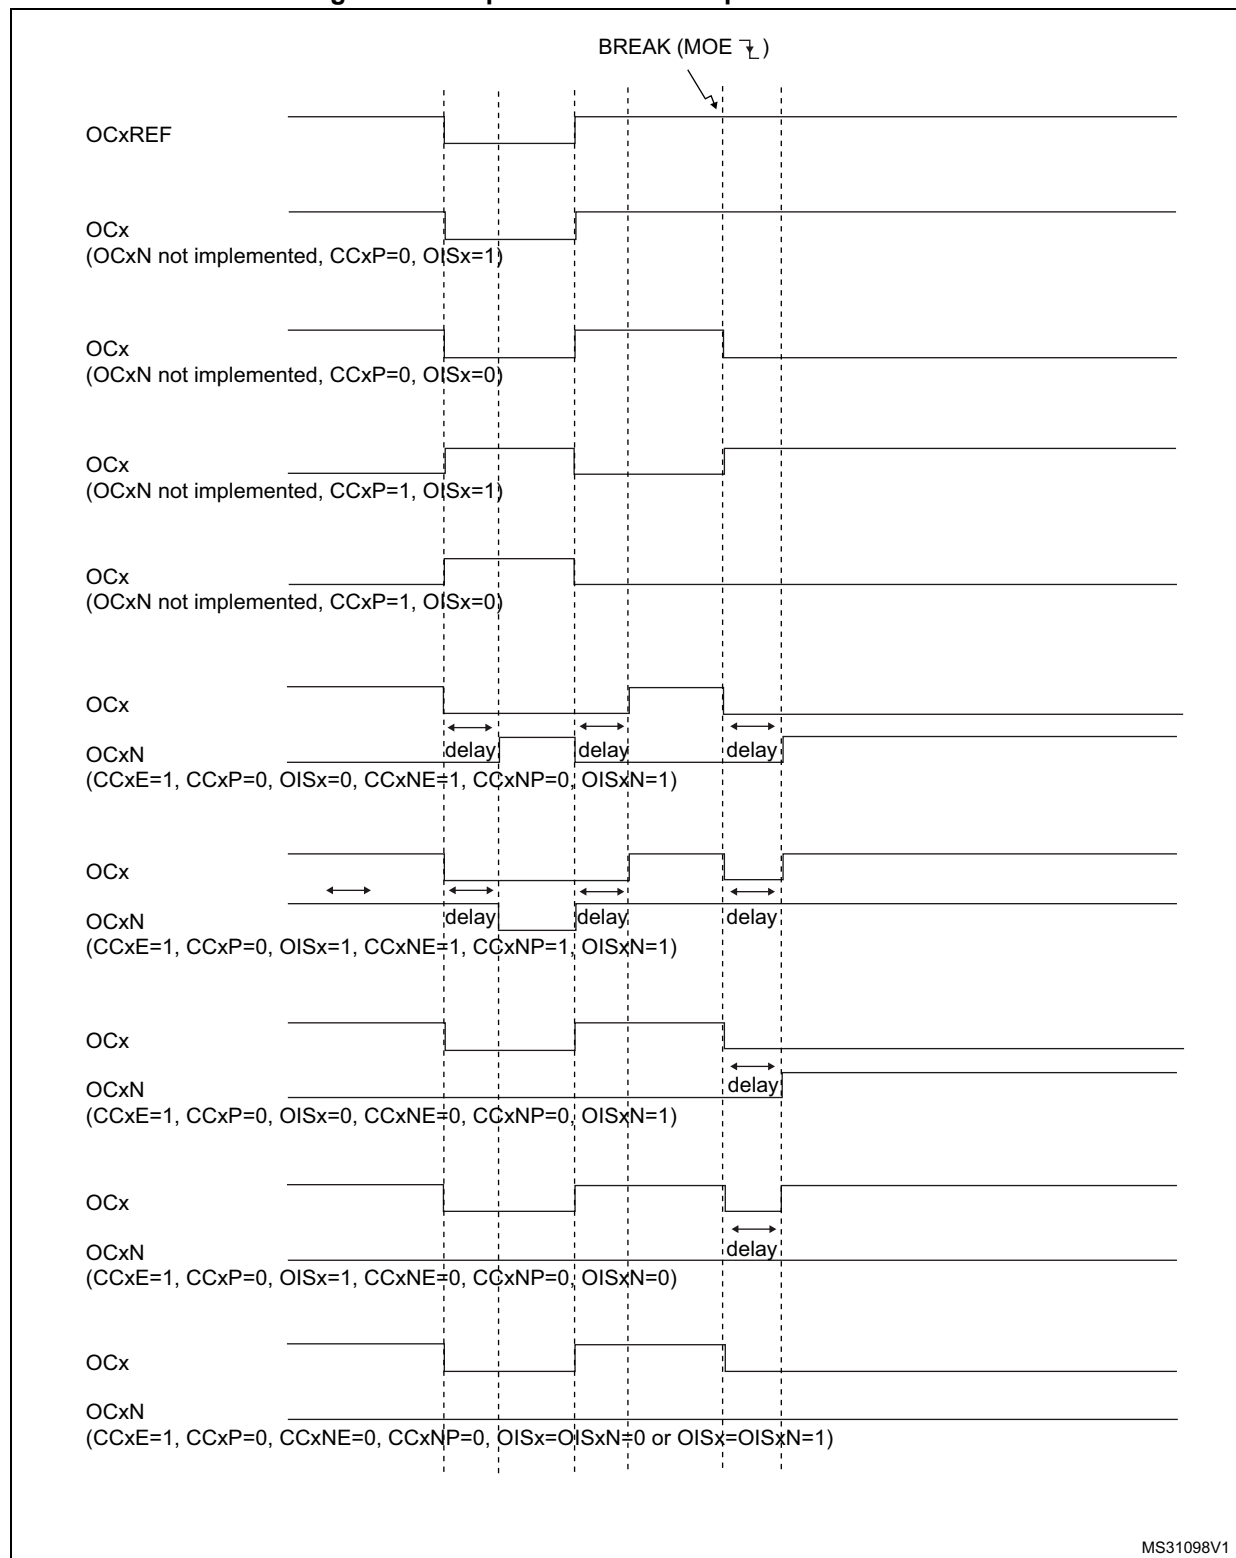 BREAK (MOE )
OCxREF
OCx
(OCxN not implemented, CCxP=0, OISx=1)
OCx
(OCxN not implemented, CCxP=0, OISx=0)
OCx
(OCxN not implemented, CCxP=1, OISx=1)
OCx
(OCxN not implemented, CCxP=1, OISx=0)
OCx
delay delay delay
OCxN
(CCxE=1, CCxP=0, OISx=0, CCxNE=1, CCxNP=0, OISxN=1)
OCx
delay delay delay
OCxN
(CCxE=1, CCxP=0, OISx=1, CCxNE=1, CCxNP=1, OISxN=1)
OCx
delay
OCxN
(CCxE=1, CCxP=0, OISx=0, CCxNE=0, CCxNP=0, OISxN=1)
OCx
delay
OCxN
(CCxE=1, CCxP=0, OISx=1, CCxNE=0, CCxNP=0, OISxN=0)
OCx
OCxN
(CCxE=1, CCxP=0, CCxNE=0, CCxNP=0, OISx=OISxN=0 or OISx=OISxN=1)
MS31098V1